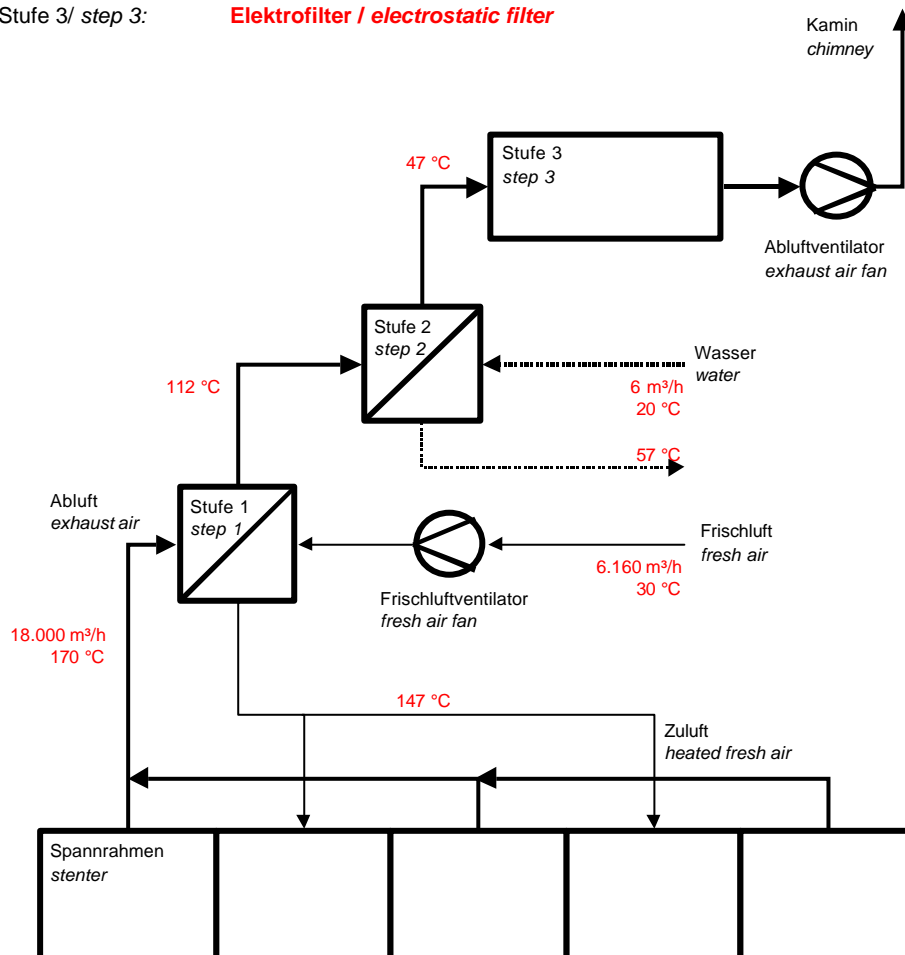 Stufe 3/ step 3: Elektrofilter / electrostatic filter
Kamin
chimney
Stufe 3
step 3
47 °C
Abluftventilator
exhaust air fan
Stufe 2
step 2
Wasser
water
112 °C
6 m³/h
20 °C
57 °C
Abluft
exhaust air
Stufe 1
step 1
Frischluft
fresh air
6.160 m³/h
30 °C
Frischluftventilator
fresh air fan
18.000 m³/h
170 °C
147 °C
Zuluft
heated fresh air
Spannrahmen
stenter